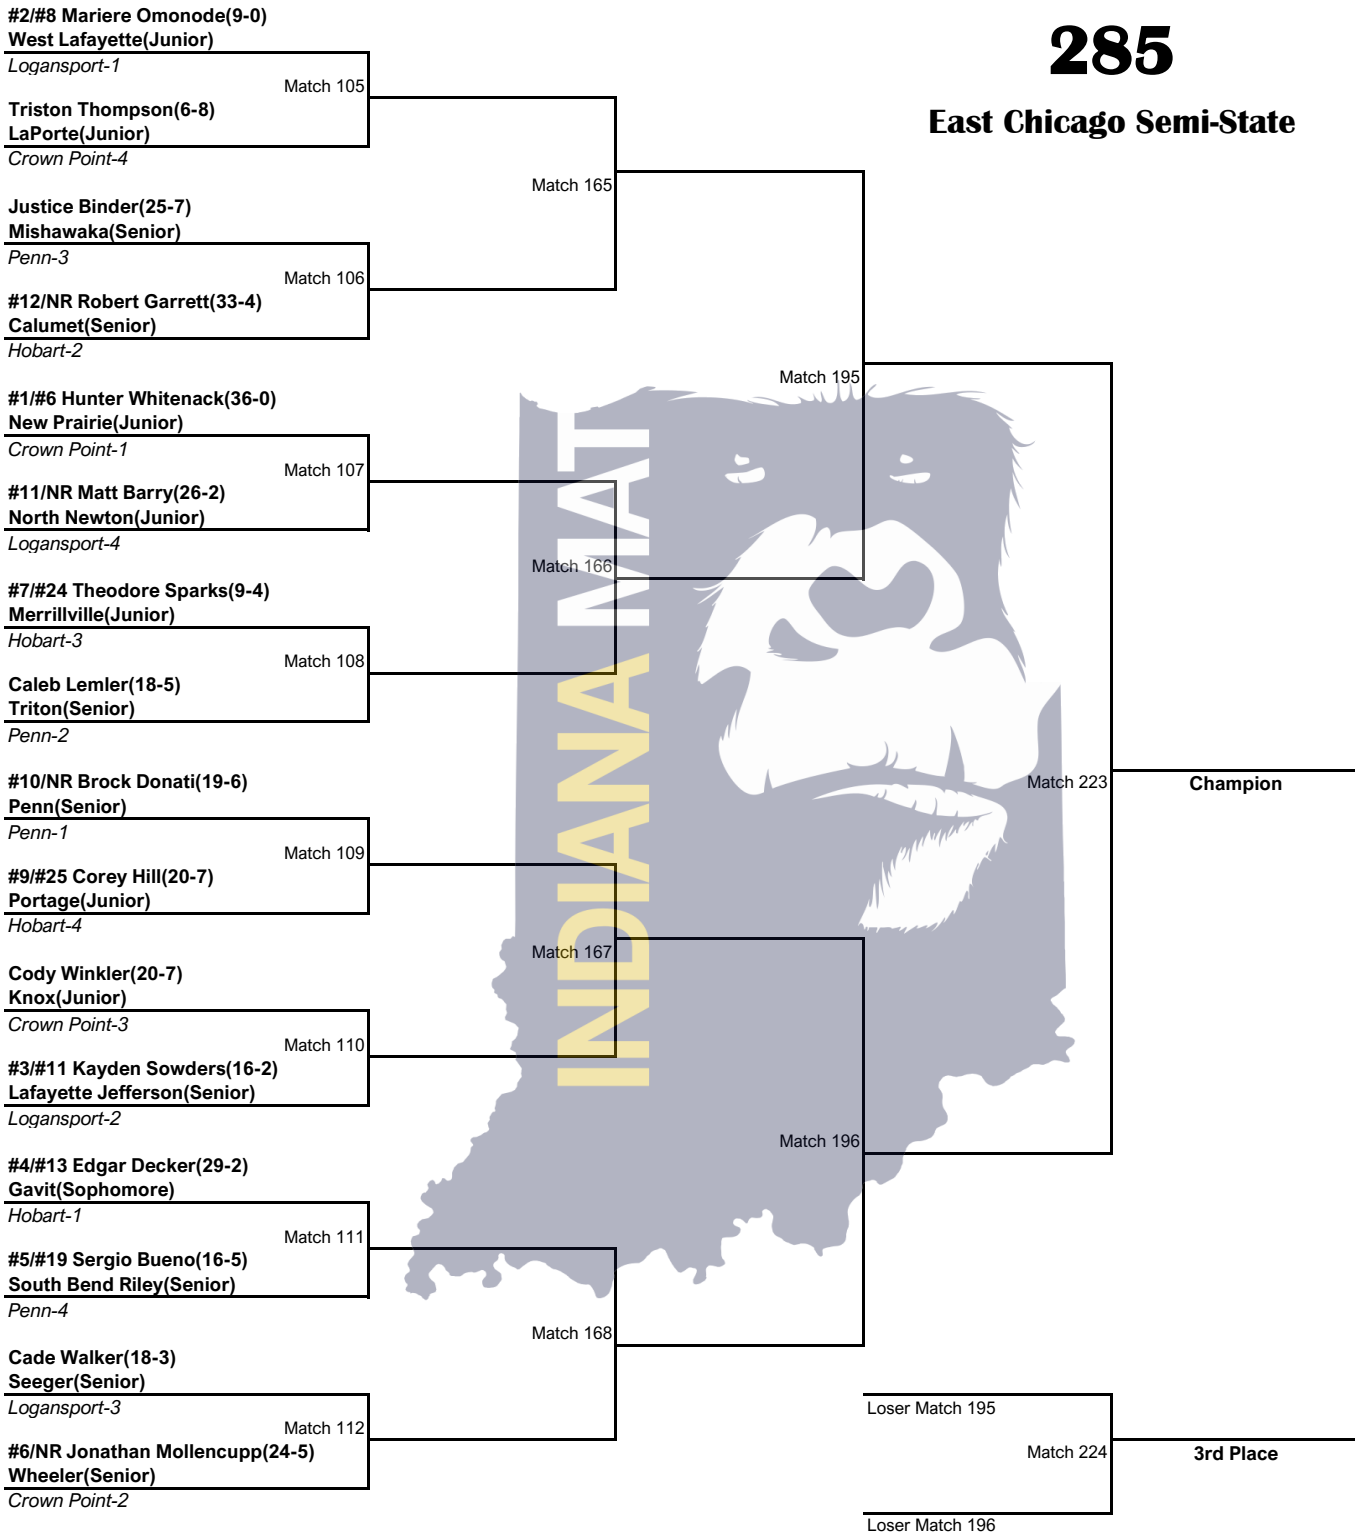 #2/#8 Mariere Omonode(9-0)
West Lafayette(Junior)
Logansport-1
Match 105
Triston Thompson(6-8)
LaPorte(Junior)
Crown Point-4
285
East Chicago Semi-State
Match 165
Justice Binder(25-7)
Mishawaka(Senior)
Penn-3
Match 106
#12/NR Robert Garrett(33-4)
Calumet(Senior)
Hobart-2
Match 195
#1/#6 Hunter Whitenack(36-0)
New Prairie(Junior)
Crown Point-1
Match 107
#11/NR Matt Barry(26-2)
North Newton(Junior)
Logansport-4
Match 166
#7/#24 Theodore Sparks(9-4)
Merrillville(Junior)
Hobart-3
Match 108
Caleb Lemler(18-5)
Triton(Senior)
Penn-2
INDIANA MAT
Match 223
Champion
#10/NR Brock Donati(19-6)
Penn(Senior)
Penn-1
Match 109
#9/#25 Corey Hill(20-7)
Portage(Junior)
Hobart-4
Match 167
Cody Winkler(20-7)
Knox(Junior)
Crown Point-3
Match 110
#3/#11 Kayden Sowders(16-2)
Lafayette Jefferson(Senior)
Logansport-2
Match 196
#4/#13 Edgar Decker(29-2)
Gavit(Sophomore)
Hobart-1
Match 111
#5/#19 Sergio Bueno(16-5)
South Bend Riley(Senior)
Penn-4
Match 168
Cade Walker(18-3)
Seeger(Senior)
Logansport-3
Match 112
#6/NR Jonathan Mollencupp(24-5)
Wheeler(Senior)
Crown Point-2
Loser Match 195
Match 224
3rd Place
Loser Match 196